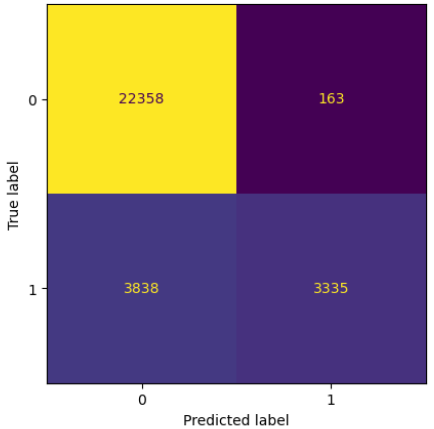 0
22358 163
True label
1
3838 3335
0 1
Predicted label